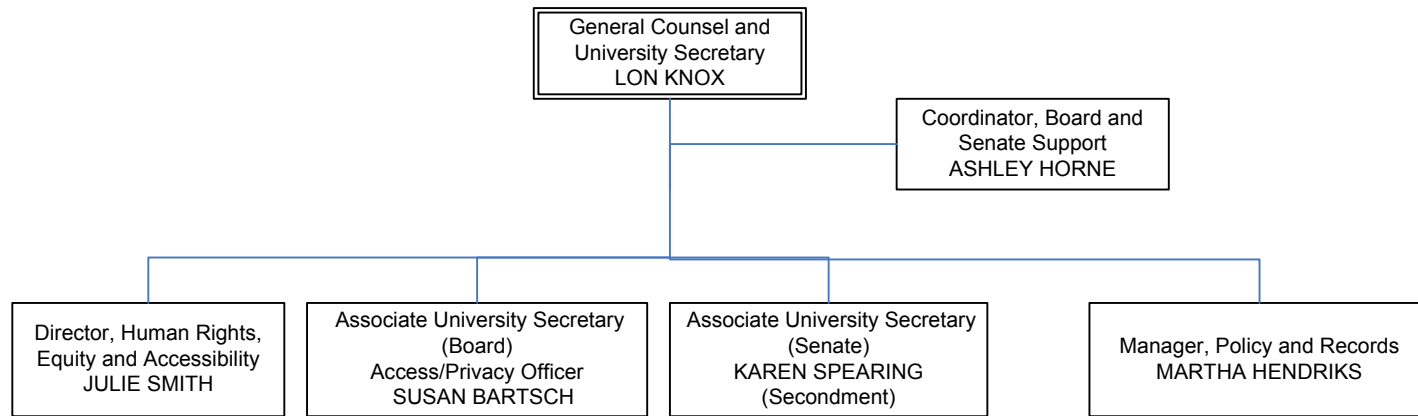 General Counsel and
University Secretary
LON KNOX
Coordinator, Board and
Senate Support
ASHLEY HORNE
Director, Human Rights,
Equity and Accessibility
JULIE SMITH
Associate University Secretary
(Board)
Access/Privacy Officer
SUSAN BARTSCH
Associate University Secretary
(Senate)
KAREN SPEARING
(Secondment)
Manager, Policy and Records
MARTHA HENDRIKS